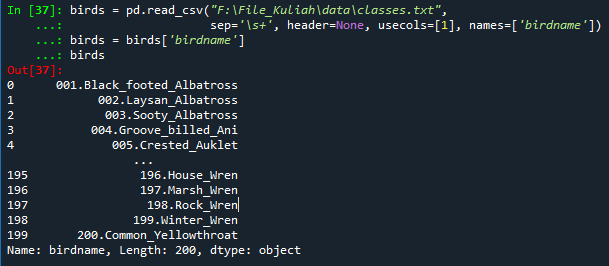 In [37]: birds = pd.read_csv("F:\File_Kuliah\data\classes.txt",
    ...:                     sep='\s+', header=None, usecols=[1], names=['birdname'])
    ...: birds = birds['birdname']
    ...: birds
Out[37]:
0      001.Black_footed_Albatross
1            002.Laysan_Albatross
2             003.Sooty_Albatross
3           004.Groove_billed_Ani
4              005.Crested_Auklet
                  ...
195                196.House_Wren
196                197.Marsh_Wren
197                 198.Rock_Wren
198               199.Winter_Wren
199        200.Common_Yellowthroat
Name: birdname, Length: 200, dtype: object